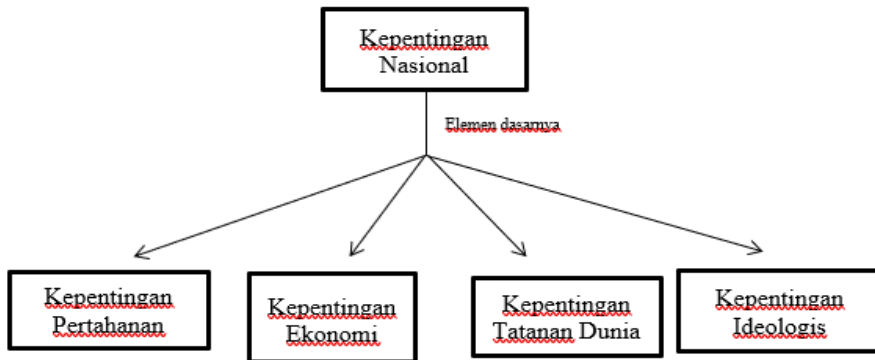 Kepentingan
Nasional
Elemen dasarnya
Kepentingan
Pertahanan
Kepentingan
Ekonomi
Kepentingan
Tatanan Dunia
Kepentingan
Ideologis